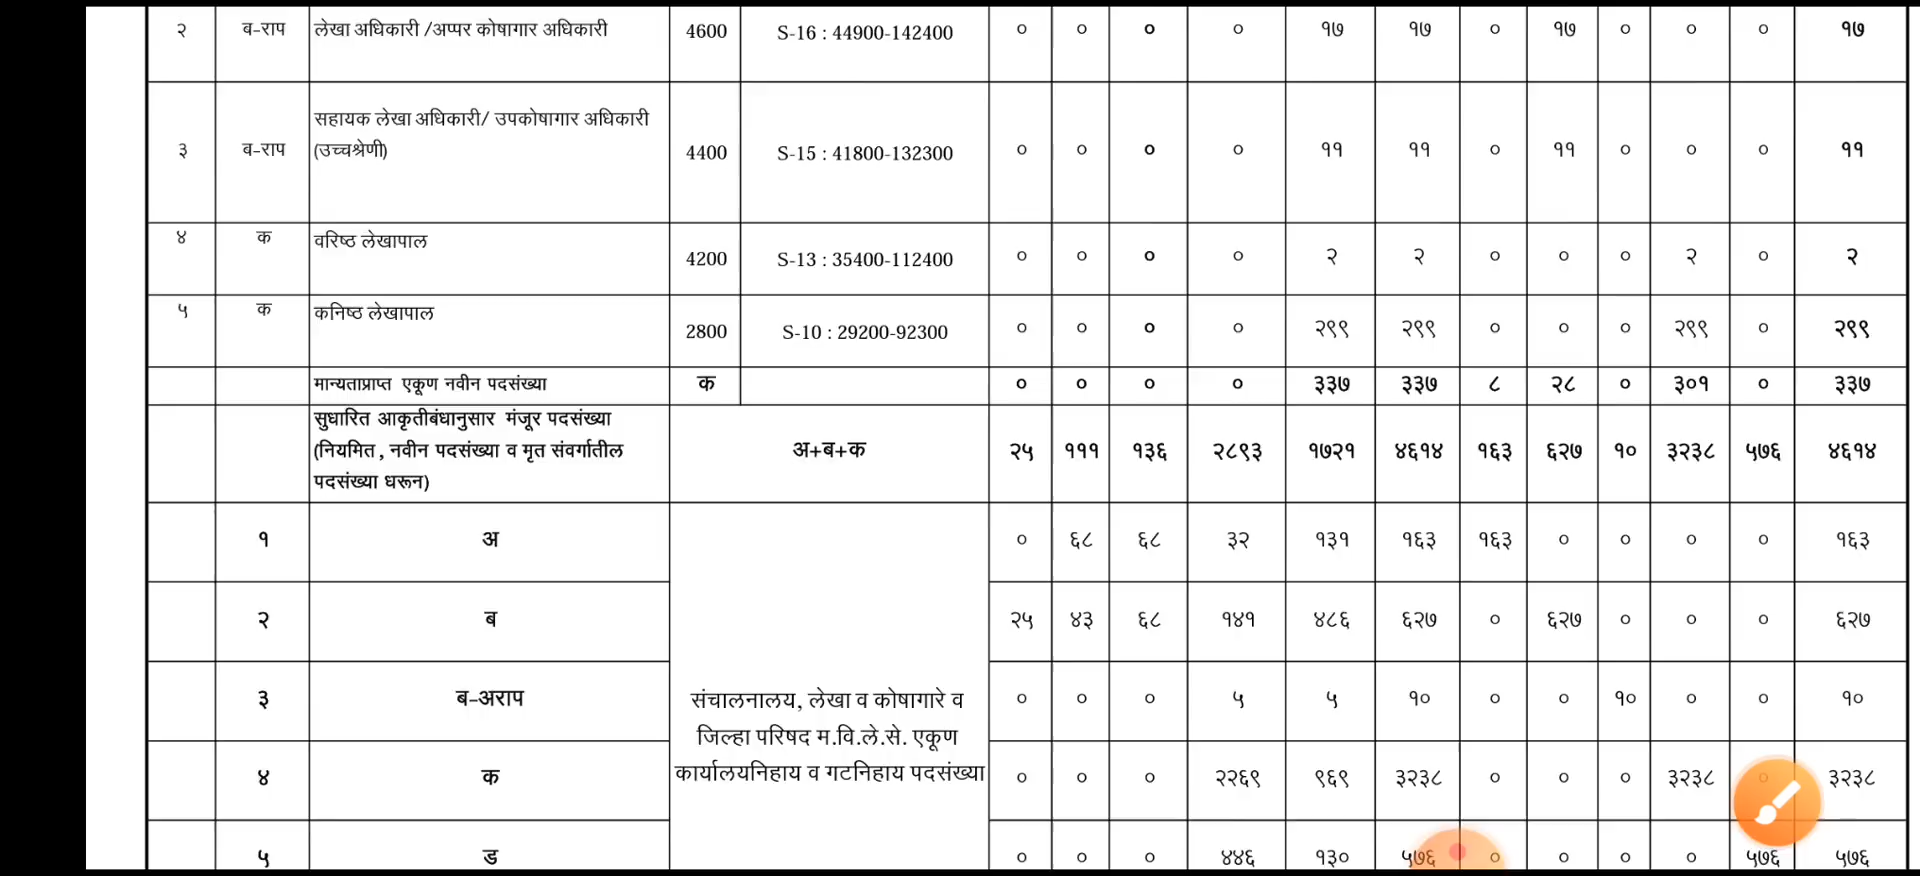 २ ब-राप लेखा अधिकारी /अप्पर कोषागार अधिकारी 4600 S-16 : 44900-142400 ० ० ० ० १७ १७ ० १७ ० ० ० १७
३ ब-राप सहायक लेखा अधिकारी/ उपकोषागार अधिकारी
(उच्चश्रेणी) 4400 S-15 : 41800-132300 ० ० ० ० ११ ११ ० ११ ० ० ० ११
४ क वरिष्ठ लेखापाल 4200 S-13 : 35400-112400 ० ० ० ० २ २ ० ० ० २ ० २
५ क कनिष्ठ लेखापाल 2800 S-10 : 29200-92300 ० ० ० ० २९९ २९९ ० ० ० २९९ ० २९९
मान्यताप्राप्त एकूण नवीन पदसंख्या क ० ० ० ० ३३७ ३३७ ८ २८ ० ३०१ ० ३३७
सुधारित आकृतीबंधानुसार मंजूर पदसंख्या
(नियमित , नवीन पदसंख्या व मृत संवर्गातील अ+ब+क २५ १११ १३६ २८९३ १७२१ ४६१४ १६३ ६२७ १० ३२३८ ५७६ ४६१४
पदसंख्या धरून)
१ अ ० ६८ ६८ ३२ १३१ १६३ १६३ ० ० ० ० १६३
२ ब २५ ४३ ६८ १४१ ४८६ ६२७ ० ६२७ ० ० ० ६२७
३ ब-अराप संचालनालय, लेखा व कोषागारे व ० ० ० ५ ५ १० ० ० १० ० ० १०
जिल्हा परिषद म.वि.ले.से. एकूण
४ क कार्यालयनिहाय व गटनिहाय पदसंख्या ० ० ० २२६९ ९६९ ३२३८ ० ० ० ३२३८ ० ३२३८
५ ड ० ० ० ४४६ १३० ५७६ ० ० ० ० ५७६ ५७६